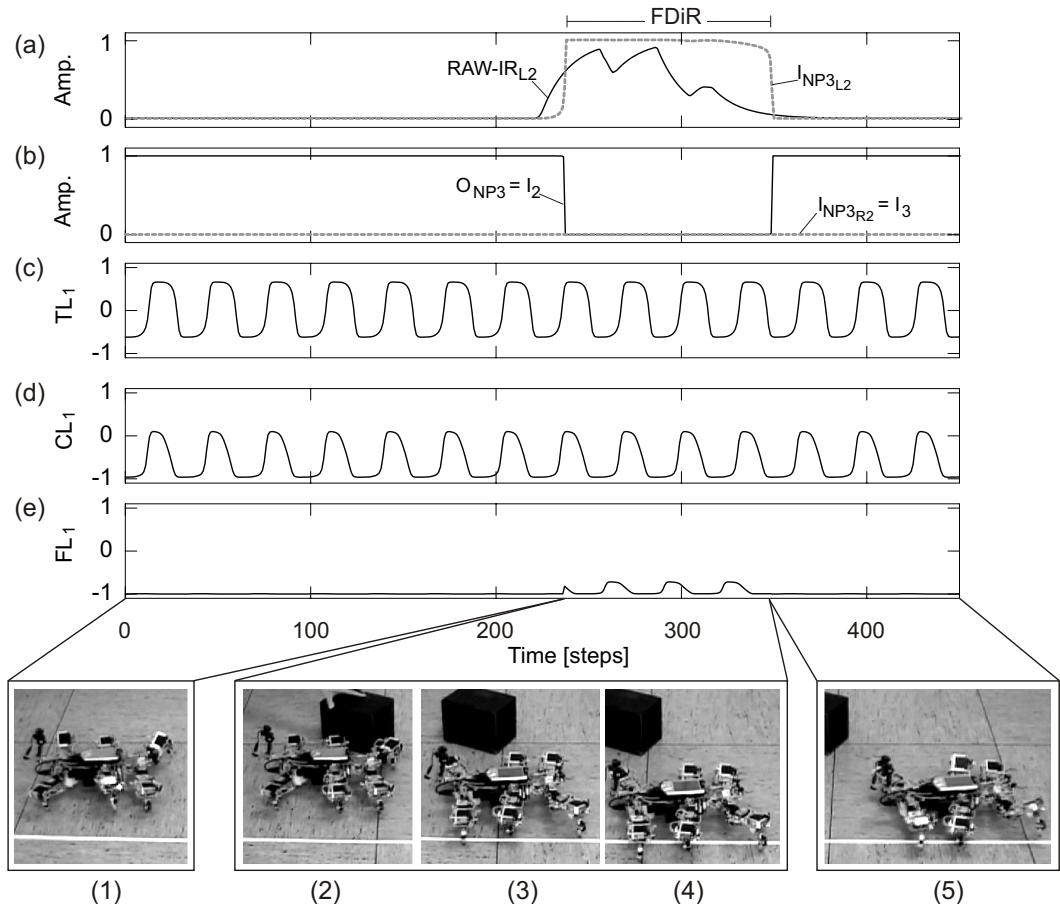 FDiR
(a)
1
0
Amp.
RAW-IR_L2
I_NP3_L2
(b)
1
0
Amp.
O_NP3 = I_2
I_NP3_R2 = I_3
(c)
1
0
-1
TL_1
(d)
1
0
-1
CL_1
(e)
1
0
-1
FL_1
0 100 200 300 400
Time [steps]
(1) (2) (3) (4) (5)